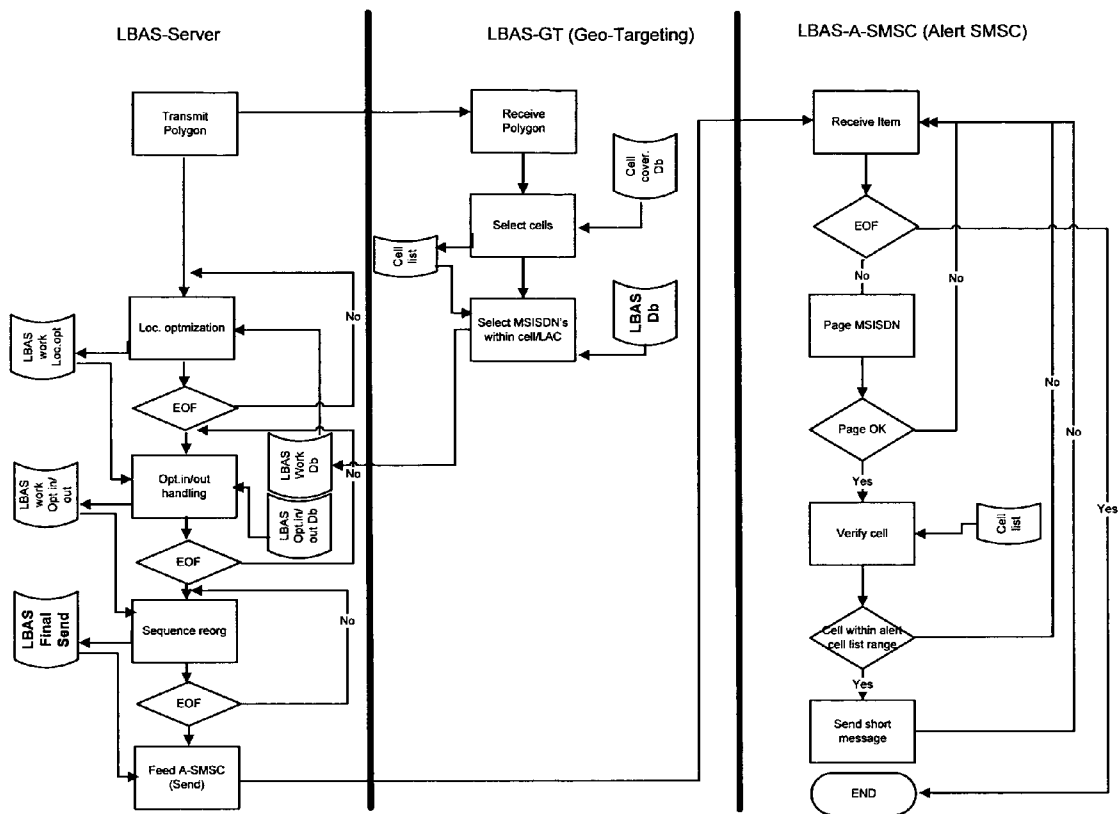 LBAS-Server
Transmit
Polygon
Loc. optmization
No
LBAS
work
Loc.opt
EOF
Opt.in/out
handling
No
LBAS
Work
Db
LBAS
Opt.in/
out Db
LBAS
work
Opt in/
out
EOF
Sequence reorg
No
LBAS
Final
Send
EOF
Feed A-SMSC
(Send)
LBAS-GT (Geo-Targeting)
Receive
Polygon
Cell
cover.
Db
Select cells
Cell
list
Select MSISDN's
within cell/LAC
LBAS
Db
LBAS-A-SMSC (Alert SMSC)
Receive Item
EOF
No
No
Page MSISDN
No
Page OK
No
Yes
Yes
Verify cell
Cell
list
Cell within alert
cell list range
Yes
Send short
message
END